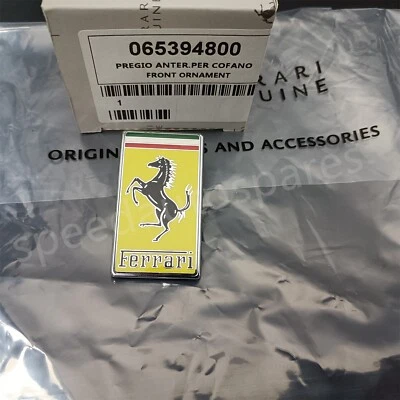 065394800
PREGIO ANTER.PER COFANO
FRONT ORNAMENT
1
RARI
UINE
ORIGIN
S AND ACCESSORIES
Ferrari